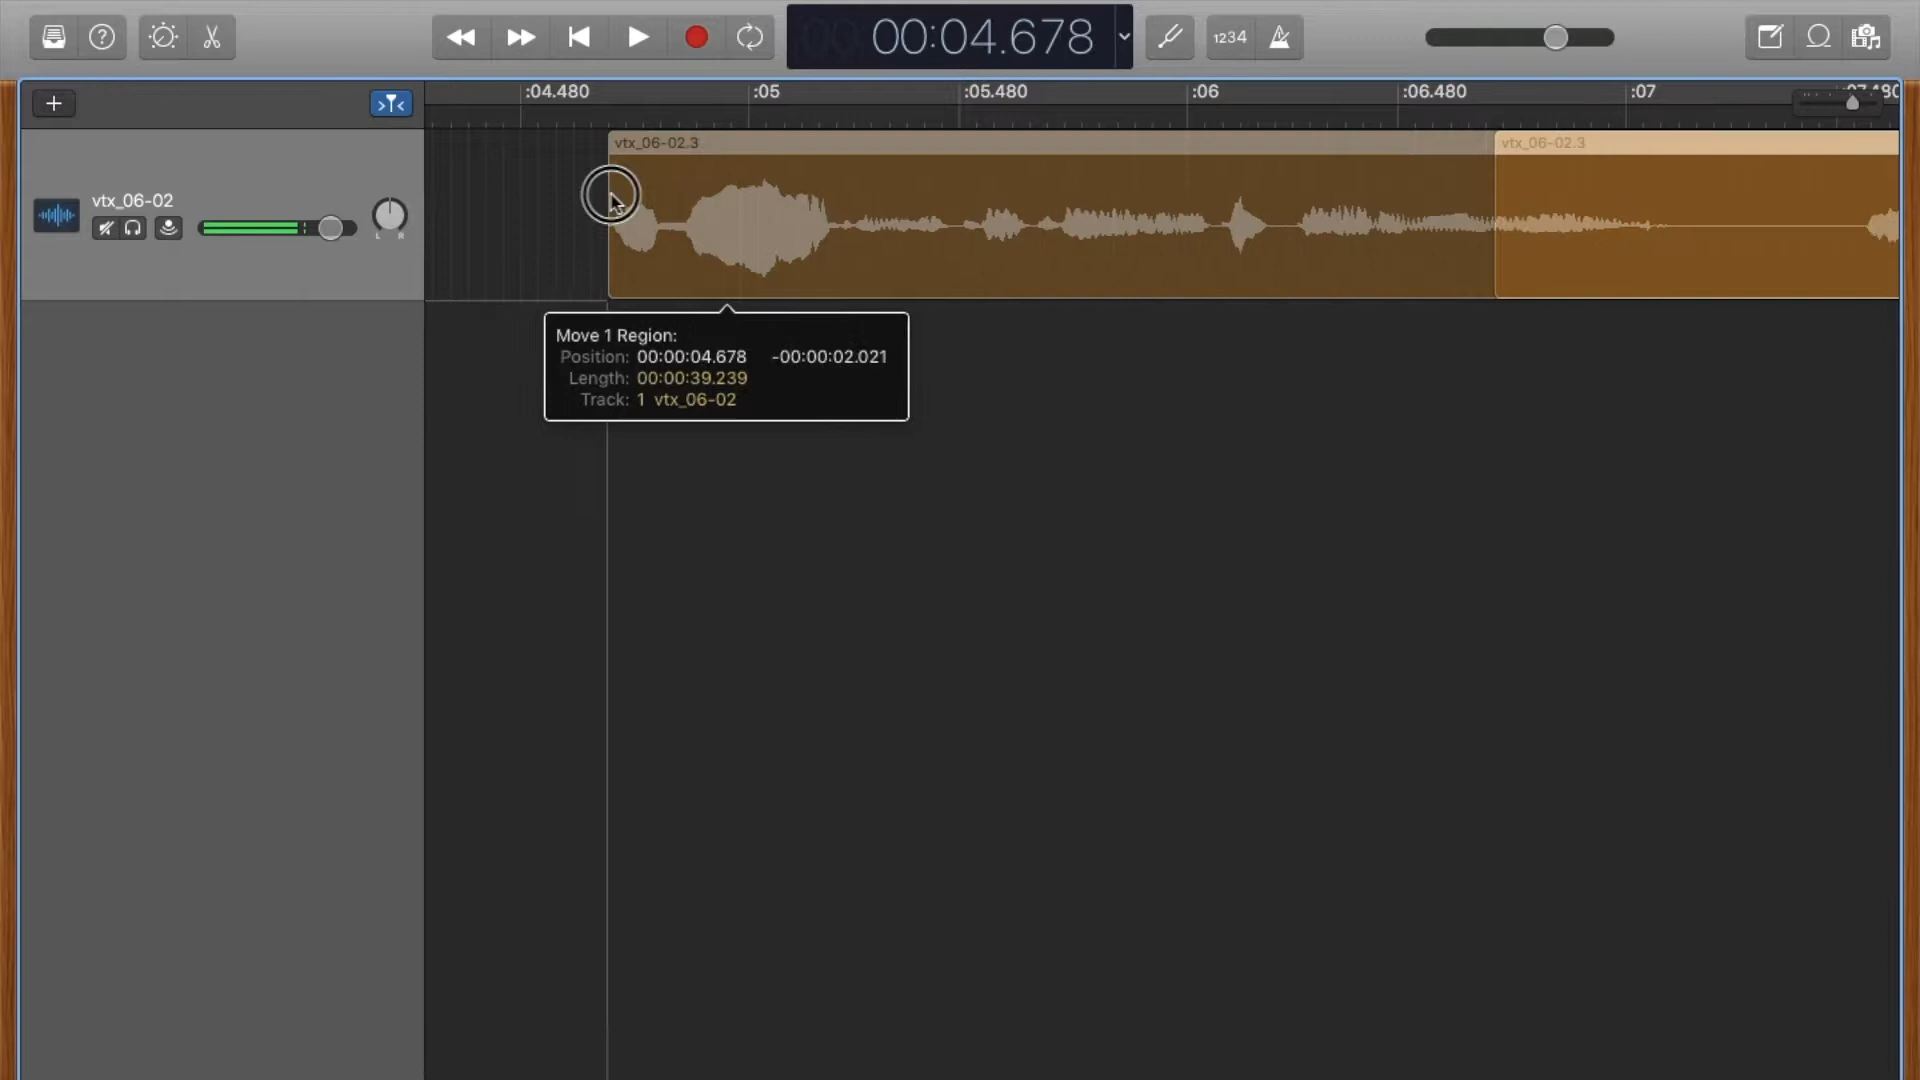 00:04.678
1234
:04.480
:05
:05.480
:06
:06.480
:07
vtx_06-02.3
vtx_06-02.3
vtx_06-02
L R
Move 1 Region:
Position: 00:00:04.678 -00:00:02.021
Length: 00:00:39.239
Track: 1 vtx_06-02